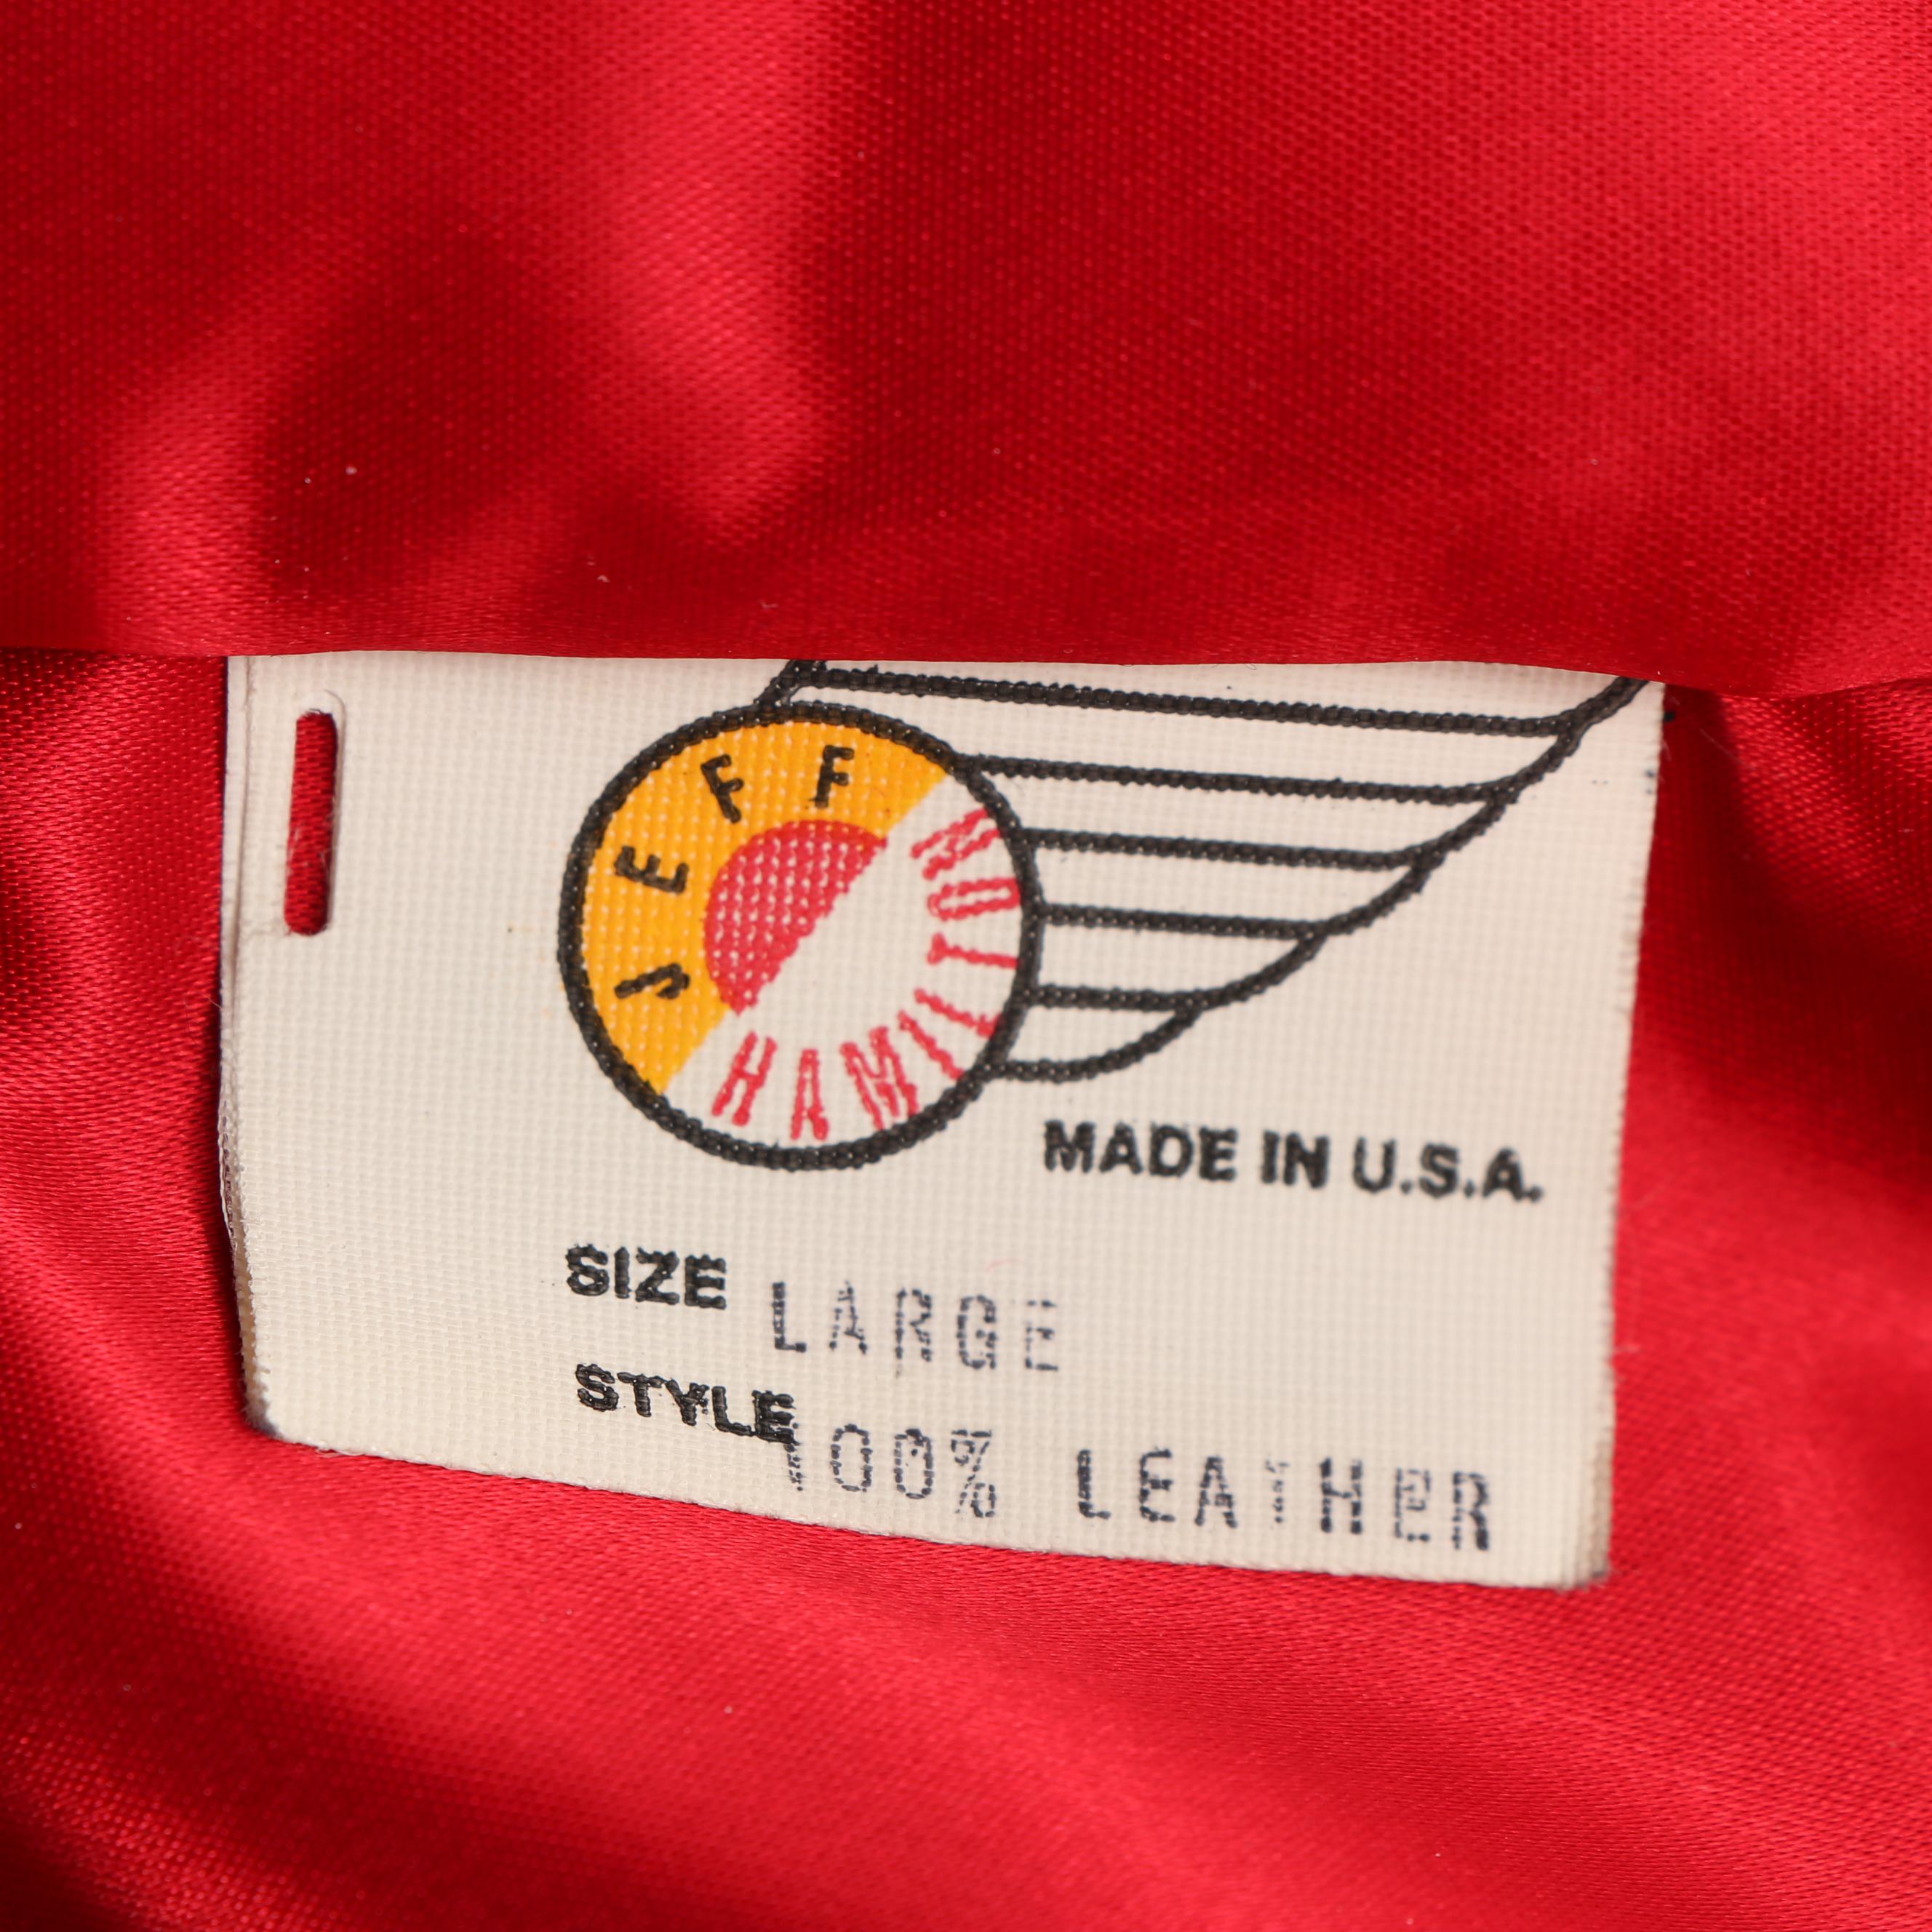 JEFF
HAMILTON
MADE IN U.S.A.
SIZE LARGE
STYLE
100% LEATHER